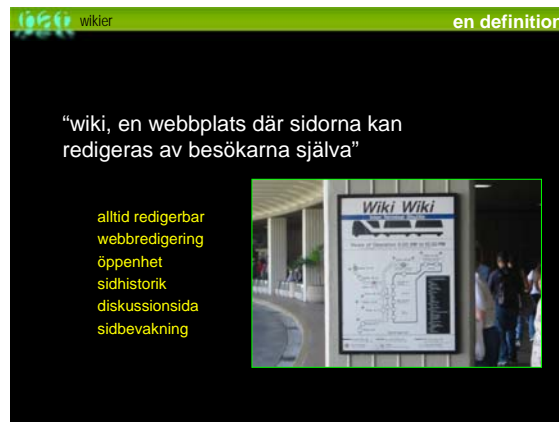 wikier
en definition
“wiki, en webbplats där sidorna kan
redigeras av besökarna själva”
alltid redigerbar
webbredigering
öppenhet
sidhistorik
diskussionsida
sidbevakning
Wiki Wiki